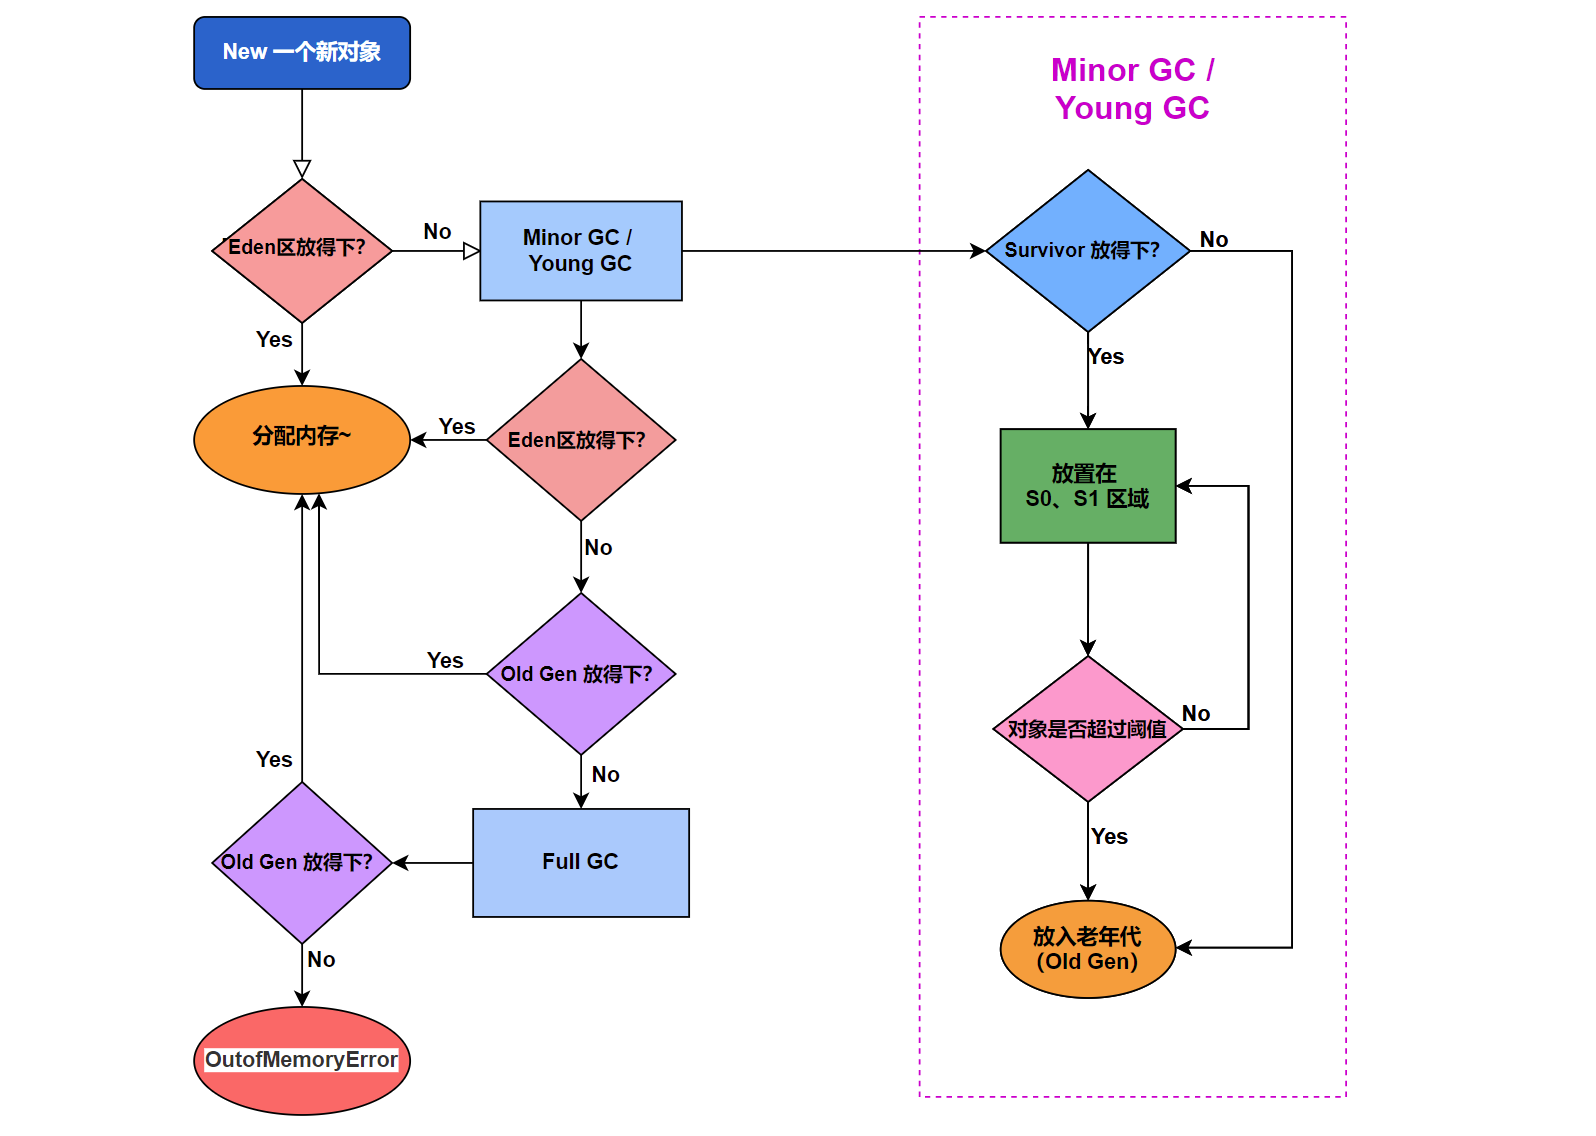 New 一个新对象
Minor GC /
Young GC
Eden区放得下?
No
Minor GC /
Young GC
Survivor 放得下?
No
Yes
Yes
分配内存~
Yes
Eden区放得下?
放置在
S0、S1 区域
No
Yes
Old Gen 放得下?
对象是否超过阈值
No
Yes
No
Yes
Old Gen 放得下?
Full GC
放入老年代
（Old Gen）
No
OutofMemoryError